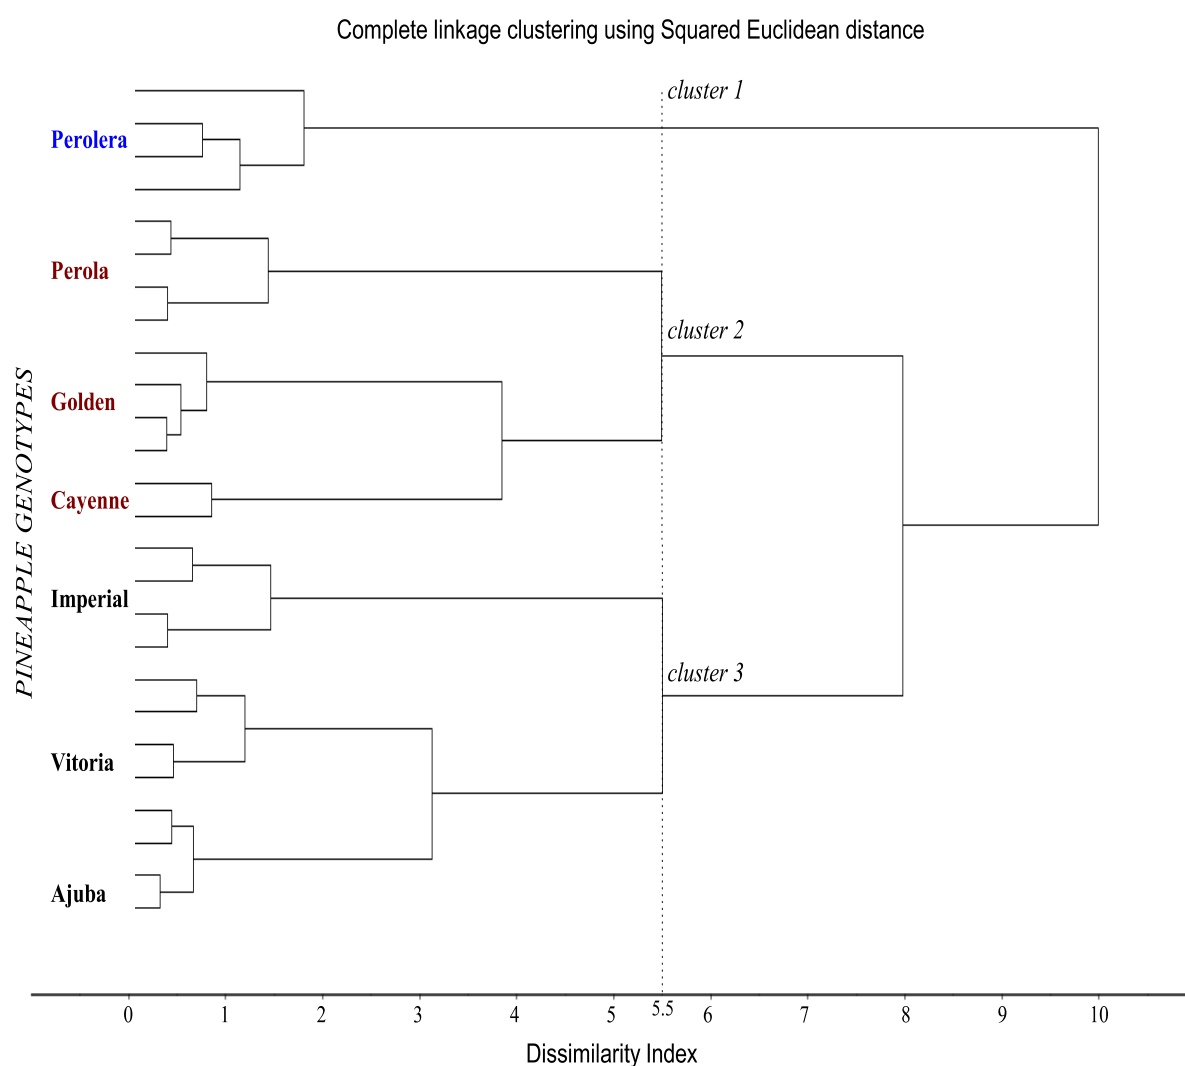 Complete linkage clustering using Squared Euclidean distance
cluster 1
Perolera
Perola
cluster 2
Golden
PINEAPPLE GENOTYPES
Cayenne
Imperial
cluster 3
Vitoria
Ajuba
0 1 2 3 4 5 5.5 6 7 8 9 10
Dissimilarity Index